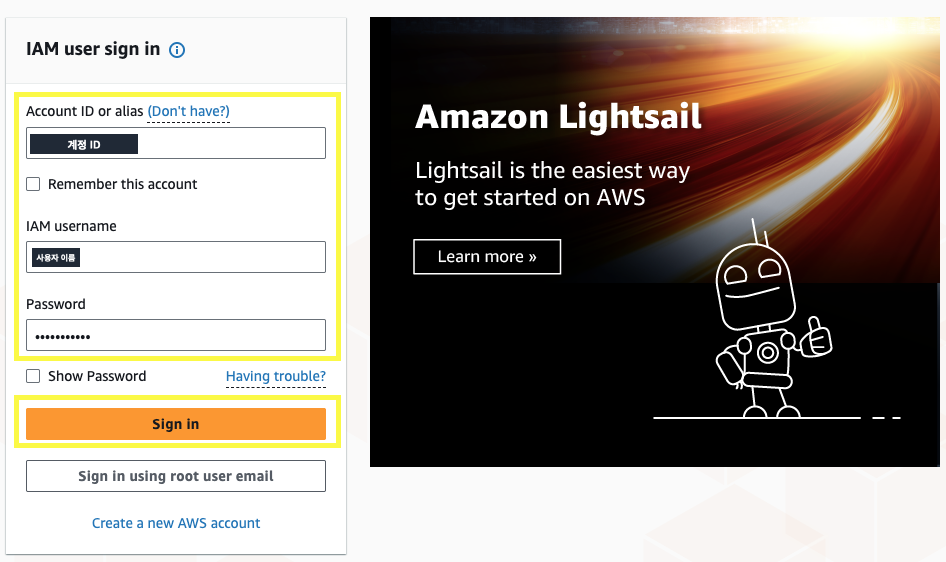 IAM user sign in
Account ID or alias (Don't have?)
계정 ID
Remember this account
IAM username
사용자 이름
Password
•••••••••••
Show Password
Having trouble?
Sign in
Sign in using root user email
Create a new AWS account
Amazon Lightsail
Lightsail is the easiest way
to get started on AWS
Learn more »